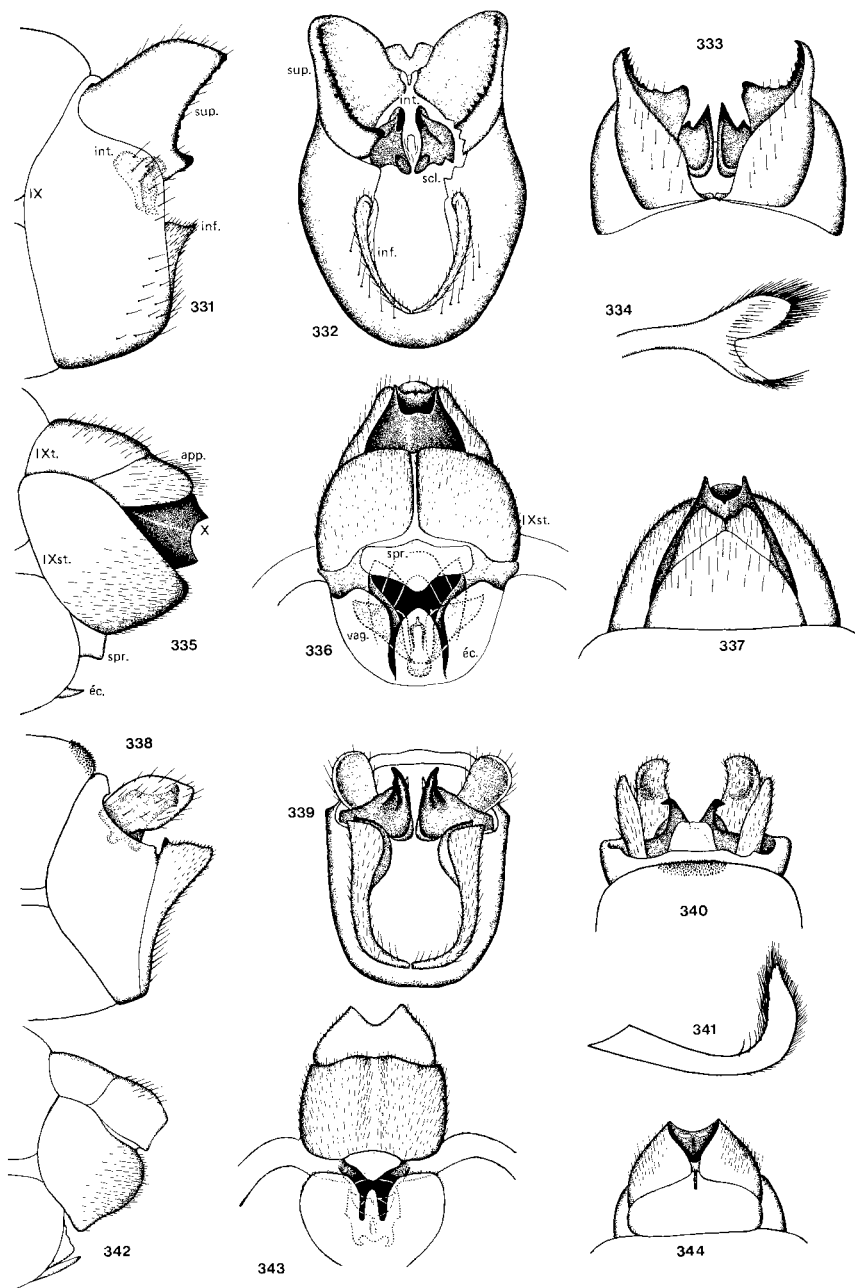 sup.
int.
IX
inf.
331
sup.
int.
scl.
inf.
332
333
334
IXt.
app.
X
IXst.
spr.
335
éc.
IXst.
spr.
vag.
336
éc.
337
338
339
340
341
342
343
344